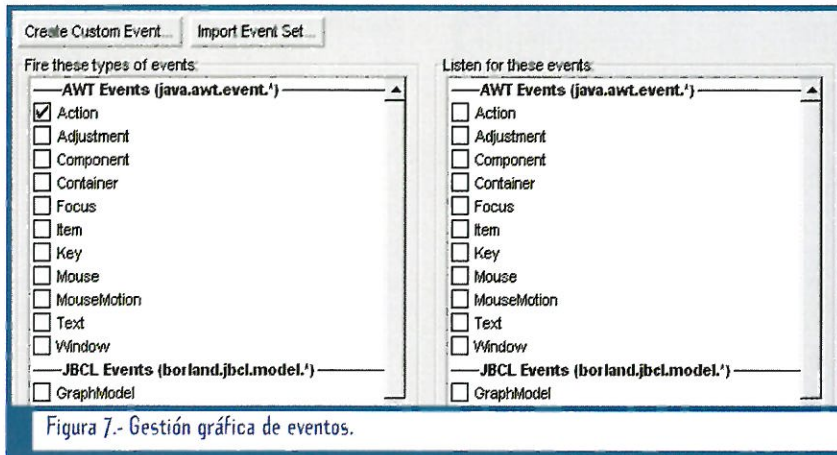 Create Custom Event... Import Event Set...
Fire these types of events:
AWT Events (java.awt.event.*)
Action
Adjustment
Component
Container
Focus
Item
Key
Mouse
MouseMotion
Text
Window
JBCL Events (borland.jbcl.model.*)
GraphModel
Listen for these events:
AWT Events (java.awt.event.*)
Action
Adjustment
Component
Container
Focus
Item
Key
Mouse
MouseMotion
Text
Window
JBCL Events (borland.jbcl.model.*)
GraphModel
Figura 7.- Gestión gráfica de eventos.